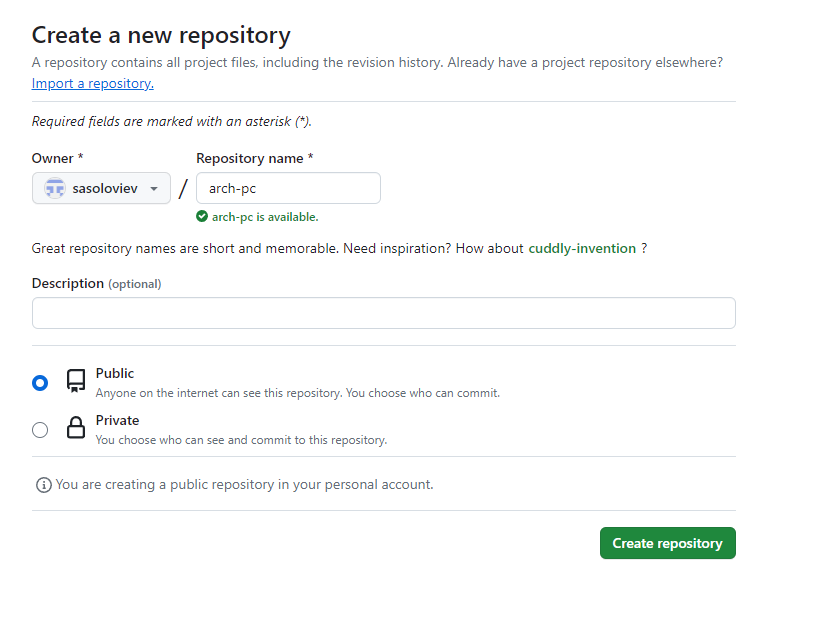 Create a new repository
A repository contains all project files, including the revision history. Already have a project repository elsewhere?
Import a repository.
Required fields are marked with an asterisk (*).
Owner * Repository name *
sasoloviev / arch-pc
arch-pc is available.
Great repository names are short and memorable. Need inspiration? How about cuddly-invention ?
Description (optional)
Public
Anyone on the internet can see this repository. You choose who can commit.
Private
You choose who can see and commit to this repository.
You are creating a public repository in your personal account.
Create repository